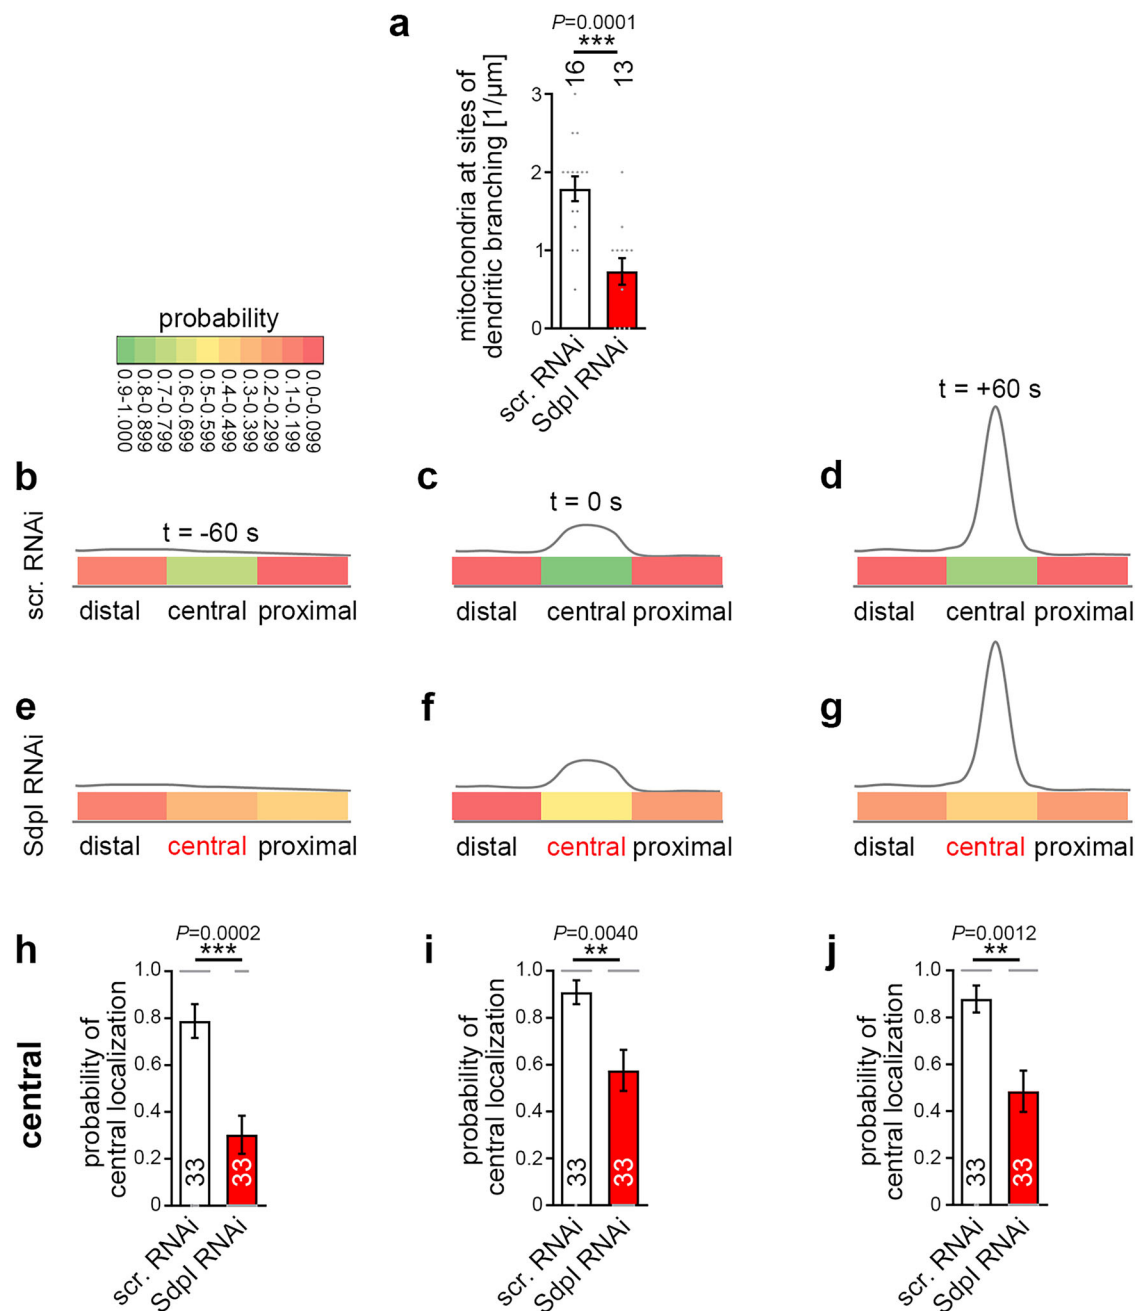 a
P=0.0001
***
16
13
mitochondria at sites of
dendritic branching [1/µm]
3
2
1
0
scr. RNAi
SdpI RNAi
probability
0.9-1.000
0.8-0.899
0.7-0.799
0.6-0.699
0.5-0.599
0.4-0.499
0.3-0.399
0.2-0.299
0.1-0.199
0.0-0.099
scr. RNAi
b
t = -60 s
distal central proximal
c
t = 0 s
distal central proximal
d
t = +60 s
distal central proximal
SdpI RNAi
e
distal central proximal
f
distal central proximal
g
distal central proximal
central
h
P=0.0002
***
probability of
central localization
1.0
0.8
0.6
0.4
0.2
0
33
33
scr. RNAi
SdpI RNAi
i
P=0.0040
**
probability of
central localization
1.0
0.8
0.6
0.4
0.2
0
33
33
scr. RNAi
SdpI RNAi
j
P=0.0012
**
probability of
central localization
1.0
0.8
0.6
0.4
0.2
0
33
33
scr. RNAi
SdpI RNAi